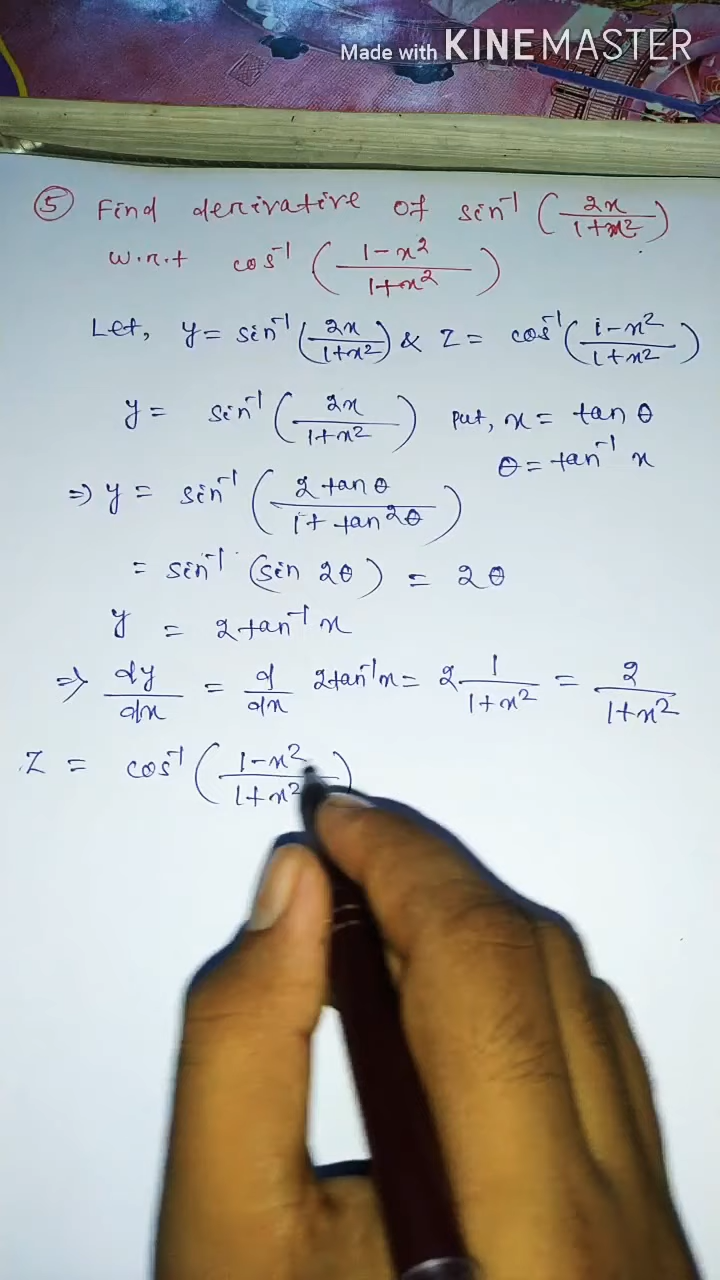 Made with KINEMASTER
⑤ Find derivative of sin⁻¹ (2x/1+x²)
w.r.t cos⁻¹ (1-x²/1+x²)
Let, y = sin⁻¹ (2x/1+x²) & Z = cos⁻¹ (1-x²/1+x²)
y = sin⁻¹ (2x/1+x²) put, x = tan θ
θ = tan⁻¹ x
⇒ y = sin⁻¹ (2 tan θ/1+ tan²θ)
= sin⁻¹ (sin 2θ) = 2θ
y = 2tan⁻¹ x
⇒ dy/dx = d/dx 2tan⁻¹x = 2 1/1+x² = 2/1+x²
Z = cos⁻¹ (1-x²/1+x²)